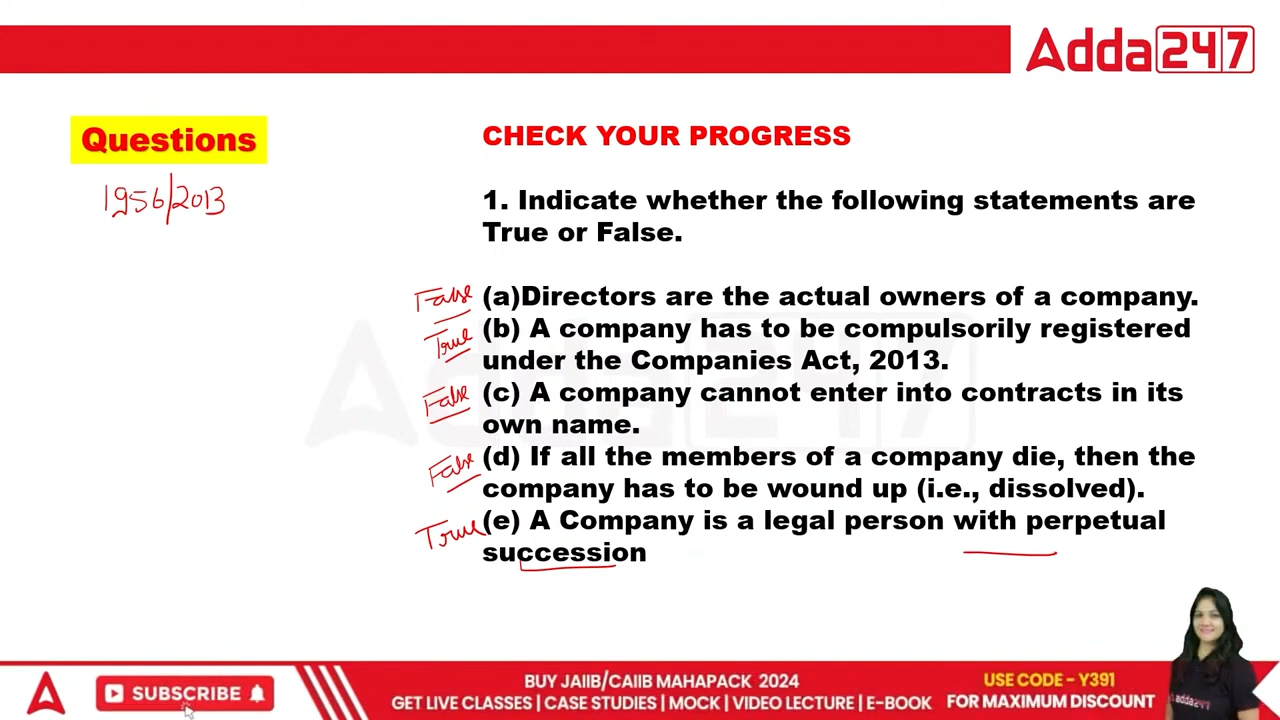 Adda247
Questions
1956/2013
CHECK YOUR PROGRESS
1. Indicate whether the following statements are
True or False.
False (a)Directors are the actual owners of a company.
True (b) A company has to be compulsorily registered
under the Companies Act, 2013.
False (c) A company cannot enter into contracts in its
own name.
False (d) If all the members of a company die, then the
company has to be wound up (i.e., dissolved).
True (e) A Company is a legal person with perpetual
succession
Adda247
adda247
SUBSCRIBE
BUY JAIIB/CAIIB MAHAPACK 2024
GET LIVE CLASSES | CASE STUDIES | MOCK | VIDEO LECTURE | E-BOOK
USE CODE - Y391
FOR MAXIMUM DISCOUNT